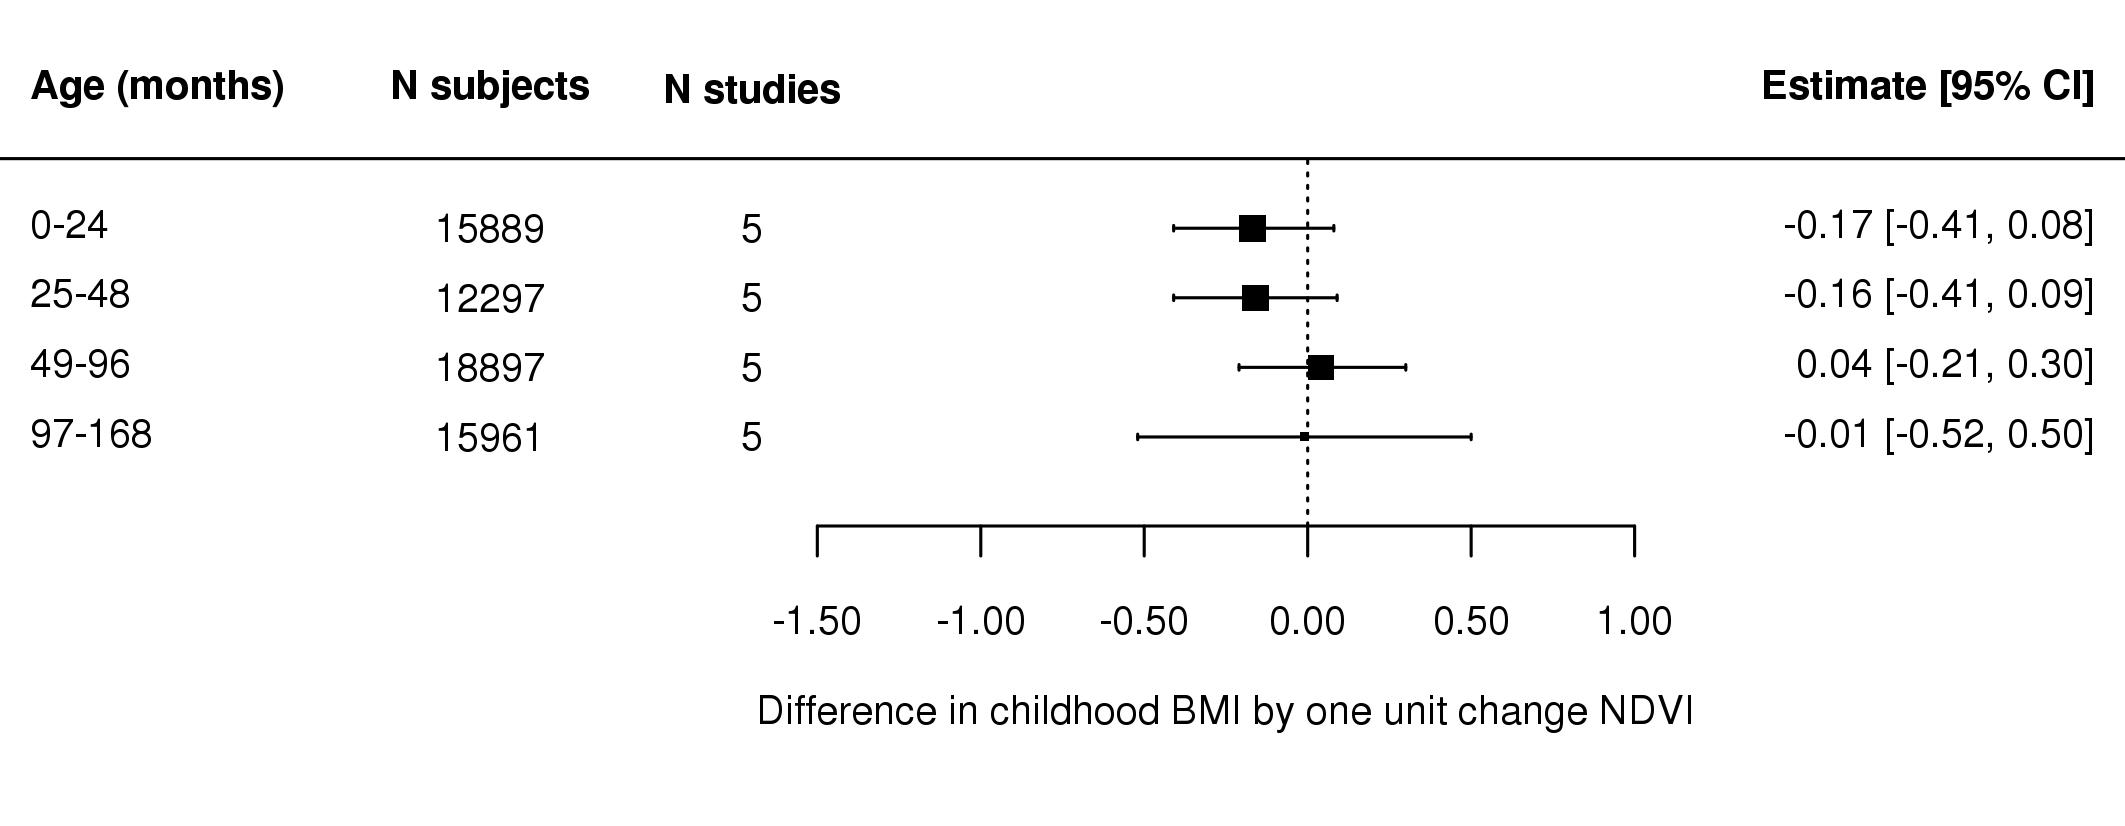 Age (months) N subjects N studies Estimate [95% CI]
0-24 15889 5 -0.17 [-0.41, 0.08]
25-48 12297 5 -0.16 [-0.41, 0.09]
49-96 18897 5 0.04 [-0.21, 0.30]
97-168 15961 5 -0.01 [-0.52, 0.50]
-1.50 -1.00 -0.50 0.00 0.50 1.00
Difference in childhood BMI by one unit change NDVI